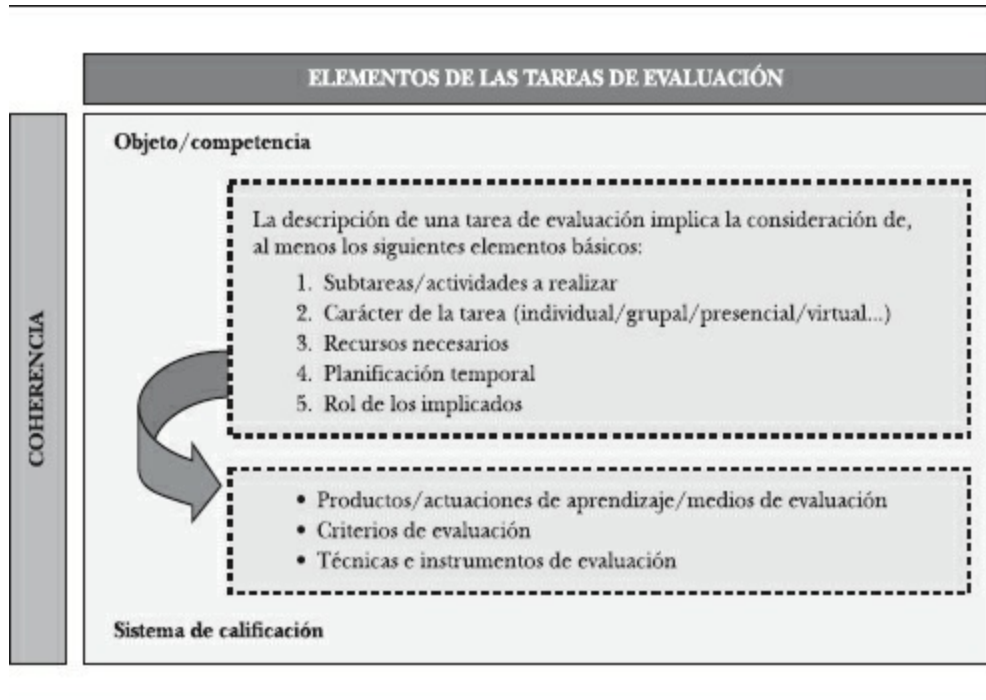 ELEMENTOS DE LAS TAREAS DE EVALUACIÓN
COHERENCIA
Objeto/competencia
La descripción de una tarea de evaluación implica la consideración de,
al menos los siguientes elementos básicos:
1. Subtareas/actividades a realizar
2. Carácter de la tarea (individual/grupal/presencial/virtual...)
3. Recursos necesarios
4. Planificación temporal
5. Rol de los implicados
• Productos/actuaciones de aprendizaje/medios de evaluación
• Criterios de evaluación
• Técnicas e instrumentos de evaluación
Sistema de calificación